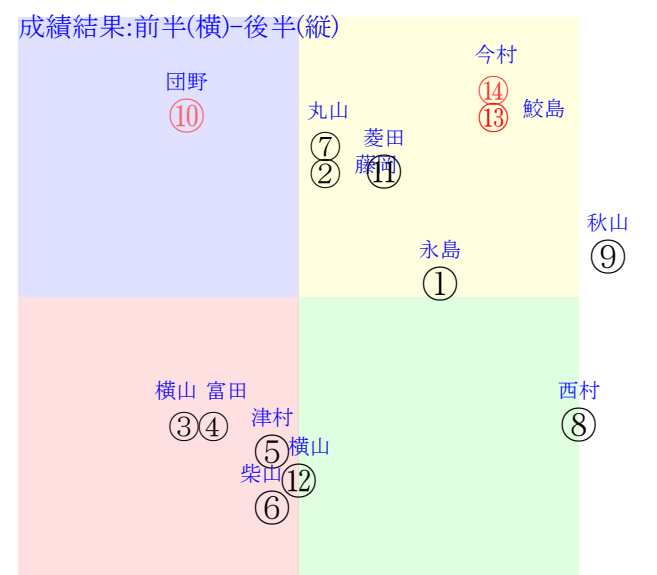 成績結果:前半(横)-後半(縦)
今村
団野
⑭
丸山
鮫島
⑩
⑬
菱田
⑦
藤岡
②
⑪
秋山
永島
⑨
①
横山 富田
西村
津村
③④
⑧
横山
⑤
柴山
⑫
⑥